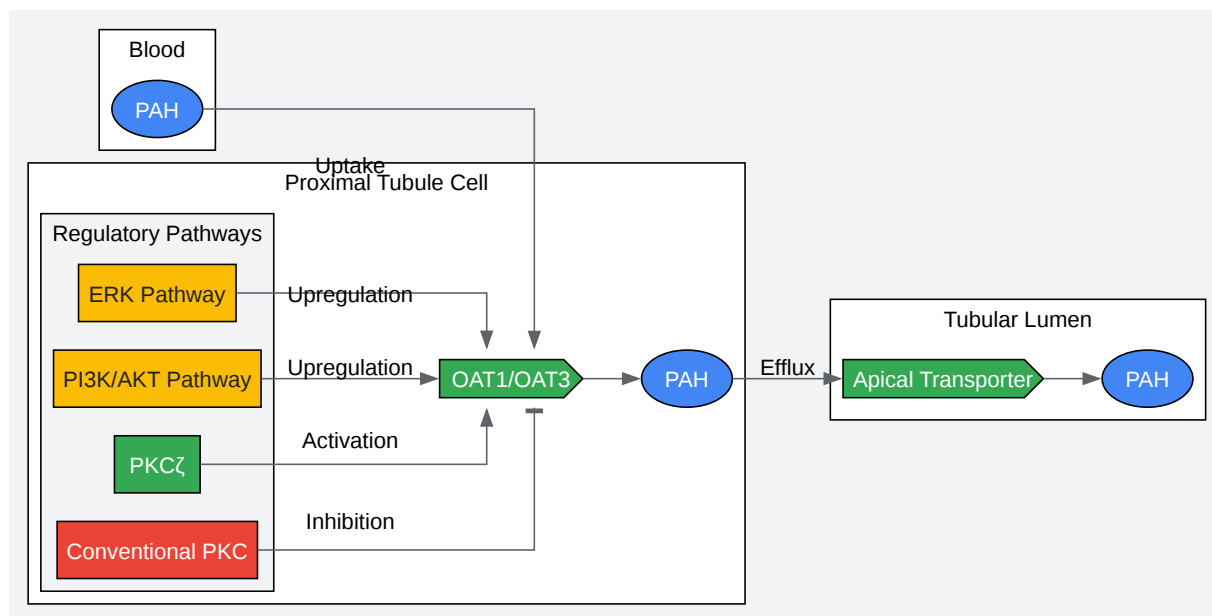 Blood
PAH
Uptake
Proximal Tubule Cell
Regulatory Pathways
ERK Pathway
Upregulation
PI3K/AKT Pathway
Upregulation
OAT1/OAT3
PAH
Efflux
Tubular Lumen
Apical Transporter
PAH
PKCζ
Activation
Conventional PKC
Inhibition